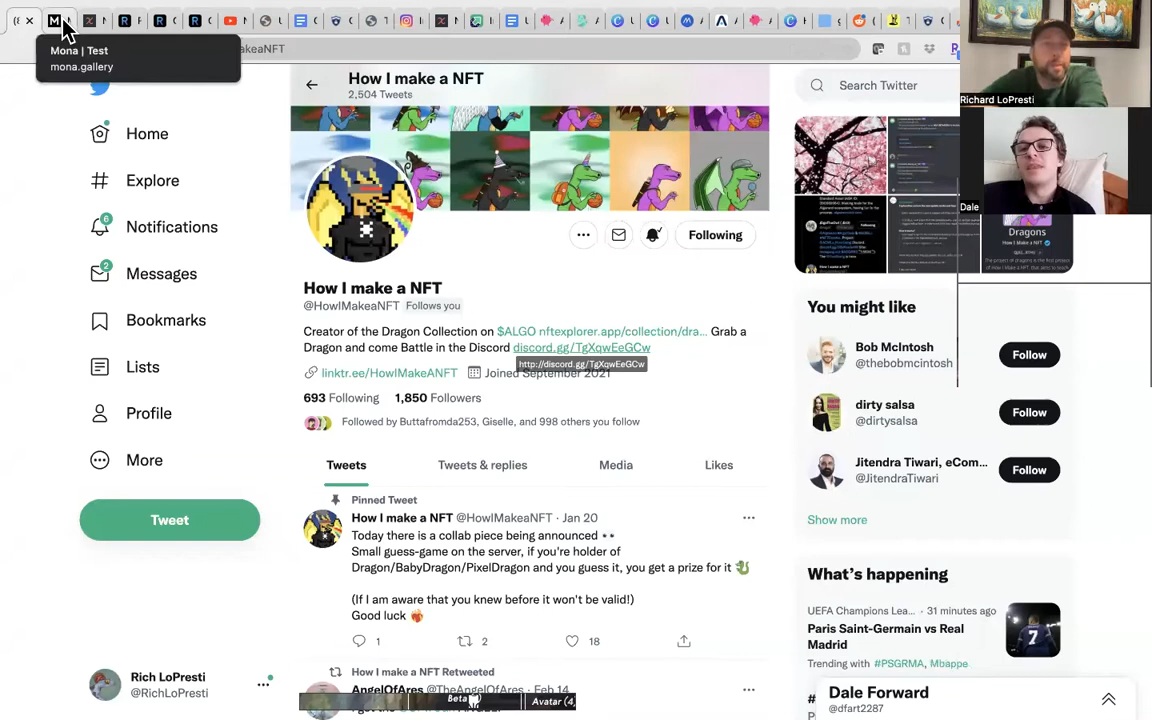 Mona | Test
mona.gallery
akeaNFT
Richard LoPresti
Dale
How I make a NFT
2,504 Tweets
Search Twitter
Home
Explore
Notifications
6
Messages
2
Bookmarks
Lists
Profile
More
Tweet
Following
How I make a NFT
@HowIMakeaNFT Follows you
Creator of the Dragon Collection on $ALGO nftexplorer.app/collection/dra... Grab a
Dragon and come Battle in the Discord discord.gg/TgXqwEeGCw
http://discord.gg/TgXqwEeGCw
linktr.ee/HowIMakeANFT Joined September 2021
693 Following 1,850 Followers
Followed by Buttafromda253, Giselle, and 998 others you follow
Tweets Tweets & replies Media Likes
Pinned Tweet
How I make a NFT @HowIMakeaNFT · Jan 20
Today there is a collab piece being announced 👀
Small guess-game on the server, if you're holder of
Dragon/BabyDragon/PixelDragon and you guess it, you get a prize for it 🐉
(If I am aware that you knew before it won't be valid!)
Good luck ❤️‍🔥
1 2 18
How I make a NFT Retweeted
AngelOfAres @TheAngelOfAres · Feb 14
Beta
Avatar (4)
Dragons
How I Make a NFT
You might like
Bob McIntosh
@thebobmcintosh
Follow
dirty salsa
@dirtysalsa
Follow
Jitendra Tiwari, eCom...
@JitendraTiwari
Follow
Show more
What's happening
UEFA Champions Lea... · 31 minutes ago
Paris Saint-Germain vs Real
Madrid
Trending with #PSGRMA, Mbappe
Dale Forward
@dfart2287
Rich LoPresti
@RichLoPresti